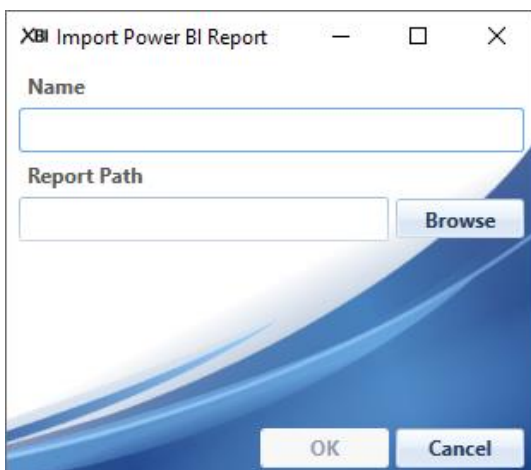 XBI Import Power BI Report
Name
Report Path
Browse
OK Cancel